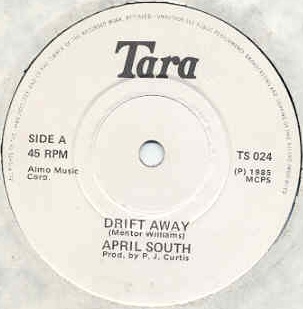 Tara
SIDE A
45 RPM
Almo Music
Corp.
TS 024
(P) 1985
MCPS
DRIFT AWAY
(Mentor Williams)
APRIL SOUTH
Prod. by P. J. Curtis